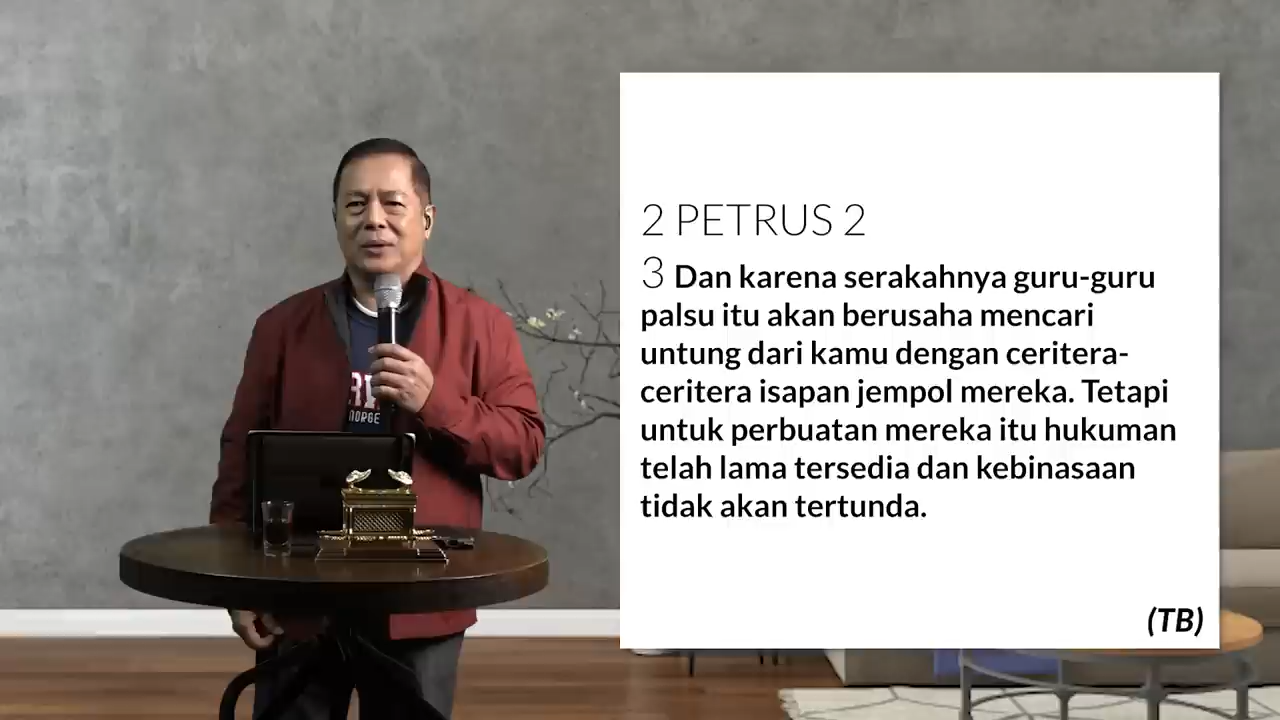 2 PETRUS 2
3 Dan karena serakahnya guru-guru
palsu itu akan berusaha mencari
untung dari kamu dengan ceritera-
ceritera isapan jempol mereka. Tetapi
untuk perbuatan mereka itu hukuman
telah lama tersedia dan kebinasaan
tidak akan tertunda.
(TB)
NORGE